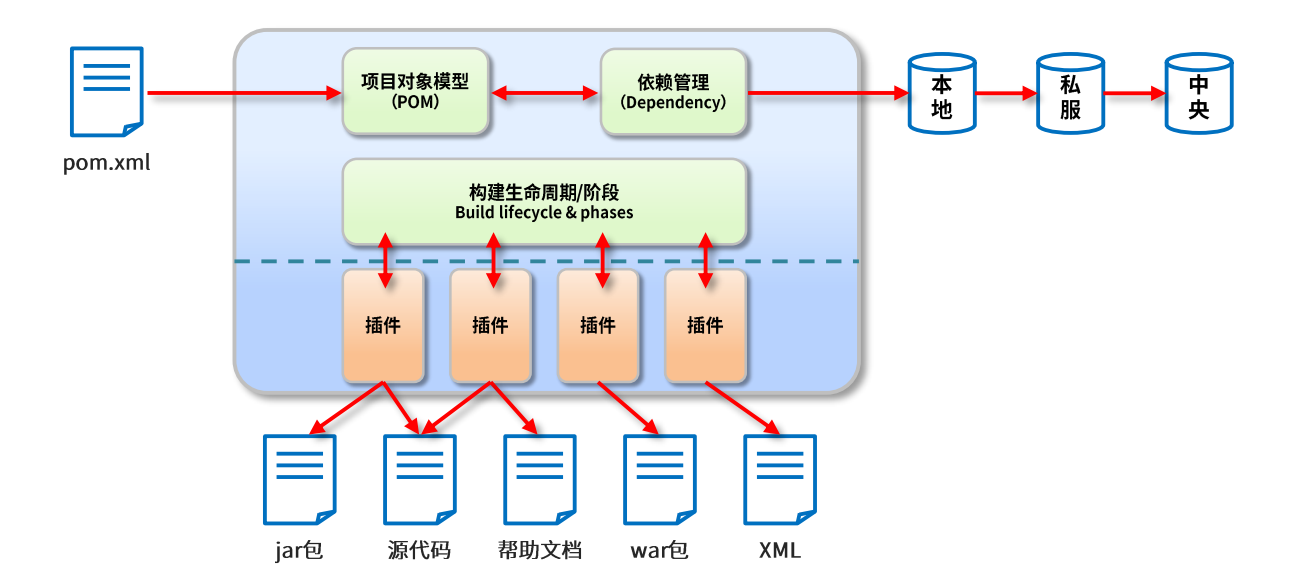 pom.xml
项目对象模型
（POM）
依赖管理
（Dependency）
本
地
私
服
中
央
构建生命周期/阶段
Build lifecycle & phases
插件
插件
插件
插件
jar包
源代码
帮助文档
war包
XML